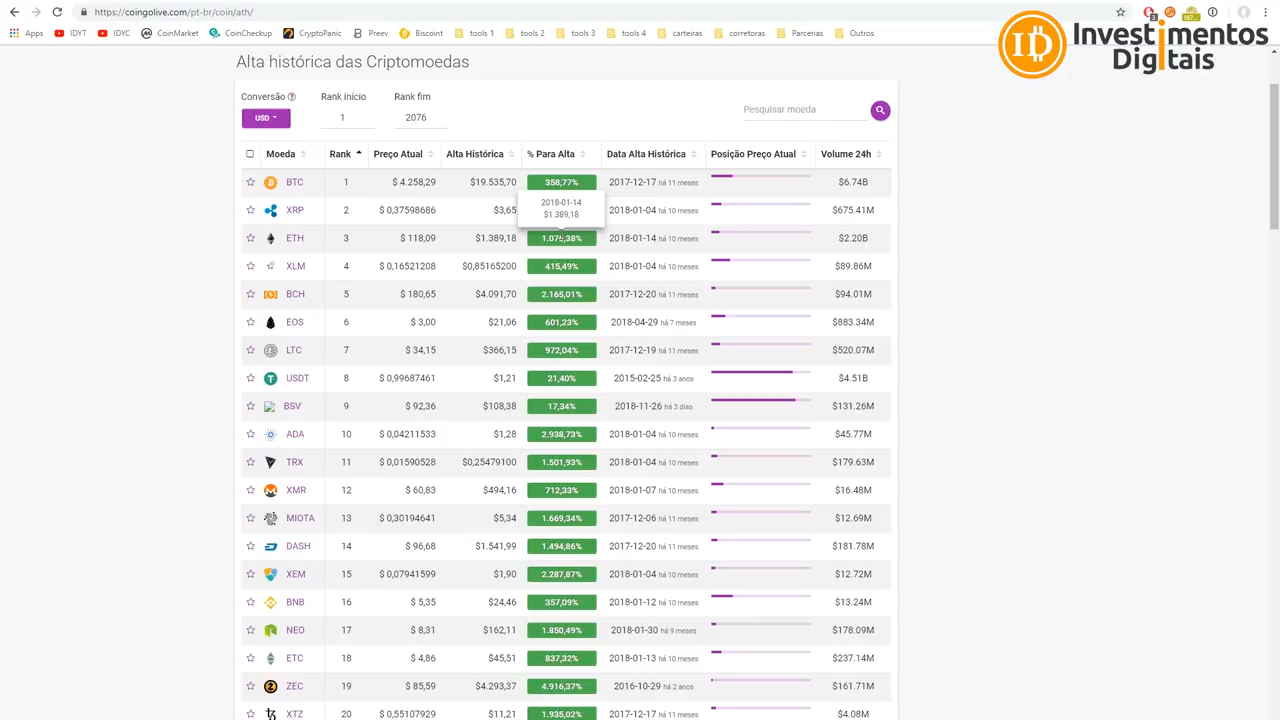 https://coingolive.com/pt-br/coin/ath/
3
167...
Apps IDYT IDYC CoinMarket CoinCheckup CryptoPanic tools 2 tools 3 tools 4 carteiras corretoras Parcerias Outros
ID Investimentos
Digitais
Alta histórica das Criptomoedas
Conversão Rank início Rank fim
USD 1 2076 Pesquisar moeda
Moeda Rank Preço Atual Alta Histórica % Para Alta Data Alta Histórica Posição Preço Atual Volume 24h
BTC 1 $ 4.258,29 $19.535,70 358,77% 2017-12-17 há 11 meses $6.74B
2018-01-14
XRP 2 $ 0,37598686 $3,65 2018-01-04 há 10 meses $675.41M
$1.389,18
ETH 3 $ 118,09 $1.389,18 2018-01-14 há 10 meses $2.20B
XLM 4 $ 0,16521208 $0,85165200 415,49% 2018-01-04 há 10 meses $89.86M
BCH 5 $ 180,65 $4.091,70 2.165,01% 2017-12-20 há 11 meses $94.01M
EOS 6 $ 3,00 $21,06 601,23% 2018-04-29 há 7 meses $883.34M
LTC 7 $ 34,15 $366,15 972,04% 2017-12-19 há 11 meses $520.07M
USDT 8 $ 0,99687461 $1,21 21,40% 2015-02-25 há 3 anos $4.51B
BSV 9 $ 92,36 $108,38 17,34% 2018-11-26 há 3 dias $131.26M
ADA 10 $ 0,04211533 $1,28 2.938,73% 2018-01-04 há 10 meses $45.77M
TRX 11 $ 0,01590528 $0,25479100 1.501,93% 2018-01-04 há 10 meses $179.63M
XMR 12 $ 60,83 $494,16 712,33% 2018-01-07 há 10 meses $16.48M
MIOTA 13 $ 0,30194641 $5,34 1.669,34% 2017-12-06 há 11 meses $12.69M
DASH 14 $ 96,68 $1.541,99 1.494,86% 2017-12-20 há 11 meses $181.78M
XEM 15 $ 0,07941599 $1,90 2.287,87% 2018-01-04 há 10 meses $12.72M
BNB 16 $ 5,35 $24,46 357,09% 2018-01-12 há 10 meses $13.24M
NEO 17 $ 8,31 $162,11 1.850,49% 2018-01-30 há 9 meses $178.09M
ETC 18 $ 4,86 $45,51 837,32% 2018-01-13 há 10 meses $237.14M
ZEC 19 $ 85,59 $4.293,37 4.916,37% 2016-10-29 há 2 anos $161.71M
XTZ 20 $ 0,55107929 $11,21 1.935,02% 2017-12-17 há 11 meses $4.08M